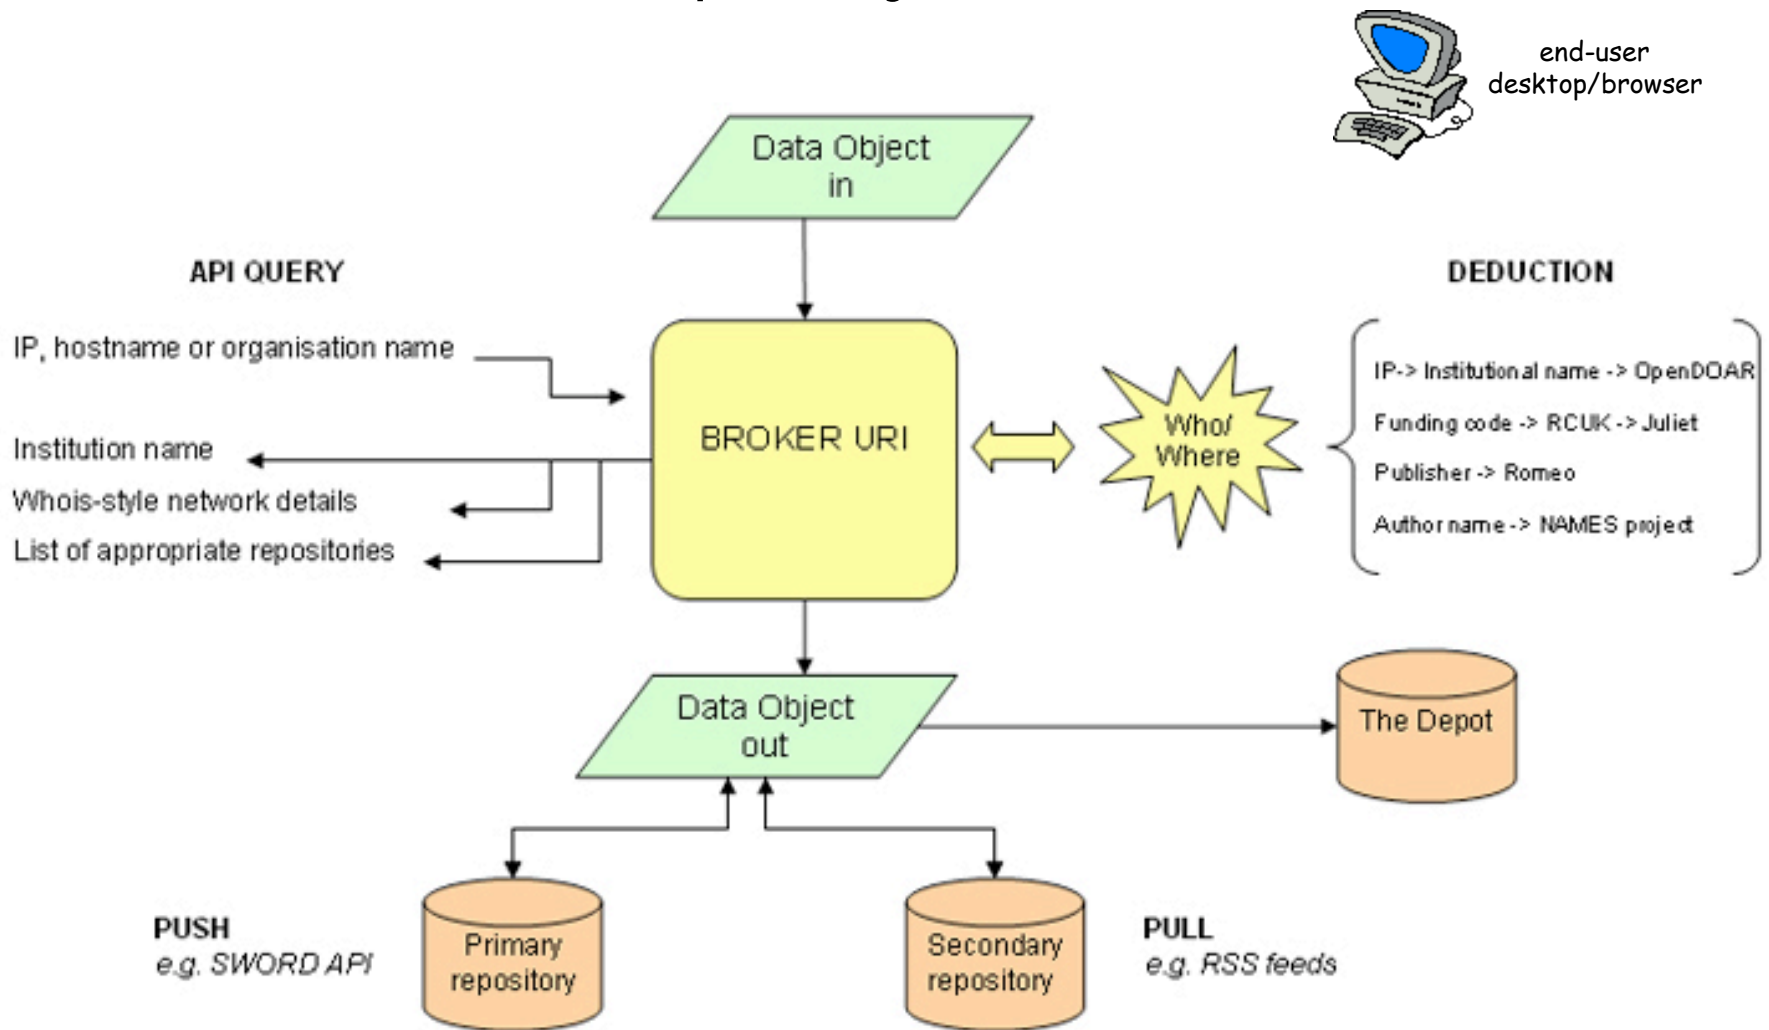 end-user
desktop/browser
Data Object
in
API QUERY
DEDUCTION
IP, hostname or organisation name
IP-> Institutional name -> OpenDOAR
Funding code -> RCUK -> Juliet
Publisher -> Romeo
Author name -> NAMES project
BROKER URI
Who/
Where
Institution name
Whois-style network details
List of appropriate repositories
Data Object
out
The Depot
PUSH
e.g. SWORD API
Primary
repository
Secondary
repository
PULL
e.g. RSS feeds